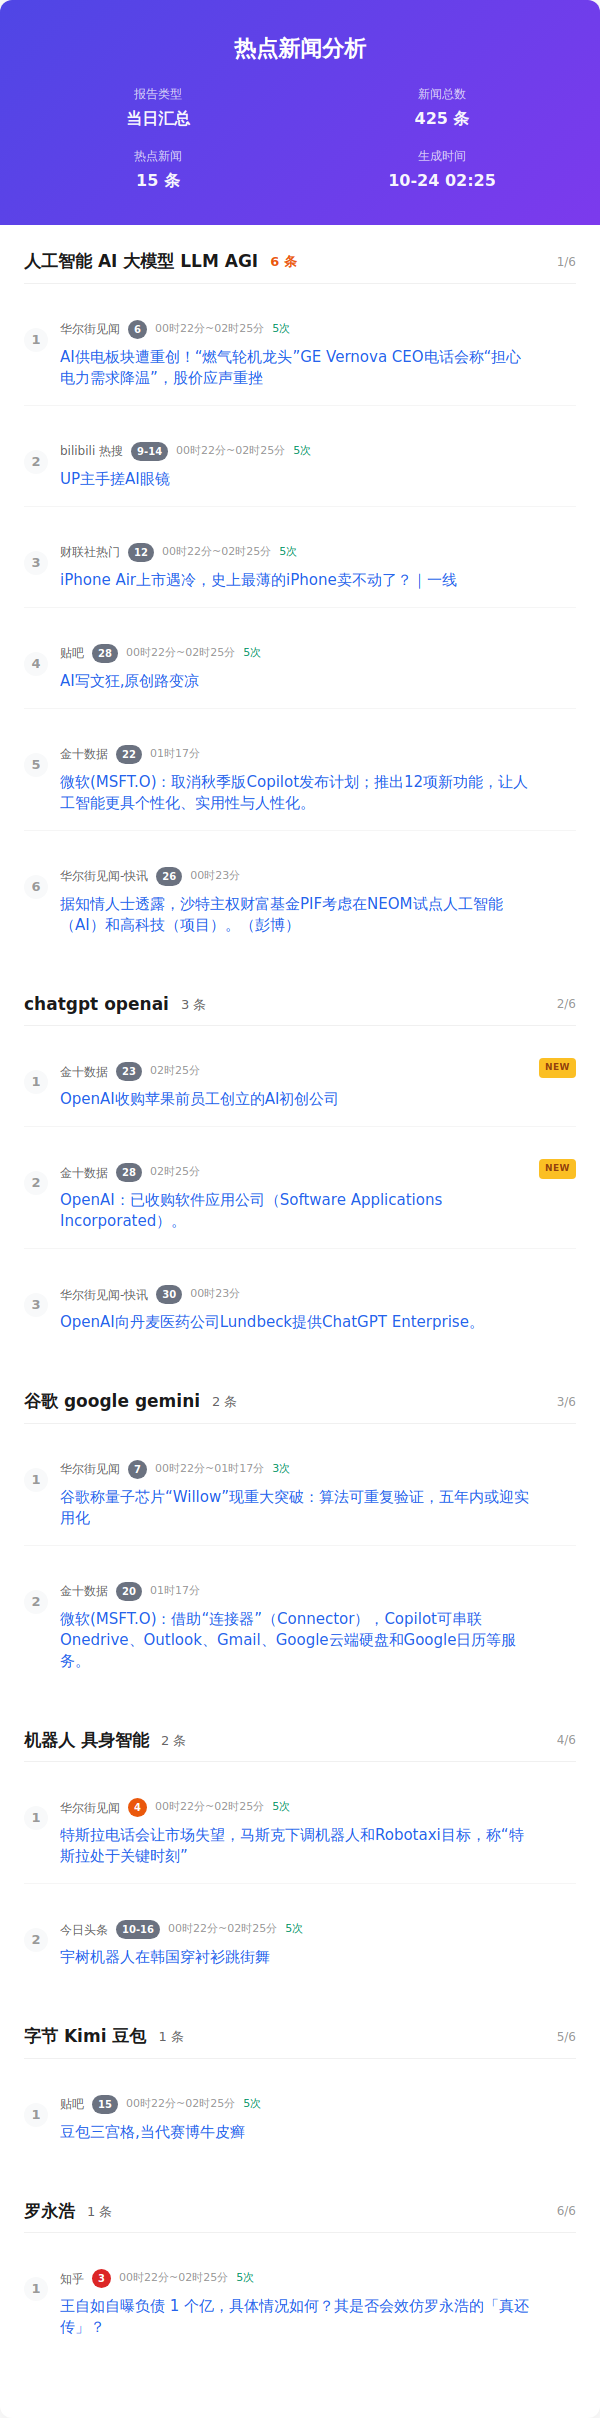 热点新闻分析
报告类型
当日汇总
新闻总数
425 条
热点新闻
15 条
生成时间
10-24 02:25
人工智能 AI 大模型 LLM AGI 6 条 1/6
1
华尔街见闻 6 00时22分~02时25分 5次
AI供电板块遭重创！“燃气轮机龙头”GE Vernova CEO电话会称“担心
电力需求降温”，股价应声重挫
2
bilibili 热搜 9-14 00时22分~02时25分 5次
UP主手搓AI眼镜
3
财联社热门 12 00时22分~02时25分 5次
iPhone Air上市遇冷，史上最薄的iPhone卖不动了？｜一线
4
贴吧 28 00时22分~02时25分 5次
AI写文狂,原创路变凉
5
金十数据 22 01时17分
微软(MSFT.O)：取消秋季版Copilot发布计划；推出12项新功能，让人
工智能更具个性化、实用性与人性化。
6
华尔街见闻-快讯 26 00时23分
据知情人士透露，沙特主权财富基金PIF考虑在NEOM试点人工智能
（AI）和高科技（项目）。（彭博）
chatgpt openai 3 条 2/6
1
金十数据 23 02时25分 NEW
OpenAI收购苹果前员工创立的AI初创公司
2
金十数据 28 02时25分 NEW
OpenAI：已收购软件应用公司（Software Applications
Incorporated）。
3
华尔街见闻-快讯 30 00时23分
OpenAI向丹麦医药公司Lundbeck提供ChatGPT Enterprise。
谷歌 google gemini 2 条 3/6
1
华尔街见闻 7 00时22分~01时17分 3次
谷歌称量子芯片“Willow”现重大突破：算法可重复验证，五年内或迎实
用化
2
金十数据 20 01时17分
微软(MSFT.O)：借助“连接器”（Connector），Copilot可串联
Onedrive、Outlook、Gmail、Google云端硬盘和Google日历等服
务。
机器人 具身智能 2 条 4/6
1
华尔街见闻 4 00时22分~02时25分 5次
特斯拉电话会让市场失望，马斯克下调机器人和Robotaxi目标，称“特
斯拉处于关键时刻”
2
今日头条 10-16 00时22分~02时25分 5次
宇树机器人在韩国穿衬衫跳街舞
字节 Kimi 豆包 1 条 5/6
1
贴吧 15 00时22分~02时25分 5次
豆包三宫格,当代赛博牛皮癣
罗永浩 1 条 6/6
1
知乎 3 00时22分~02时25分 5次
王自如自曝负债 1 个亿，具体情况如何？其是否会效仿罗永浩的「真还
传」？